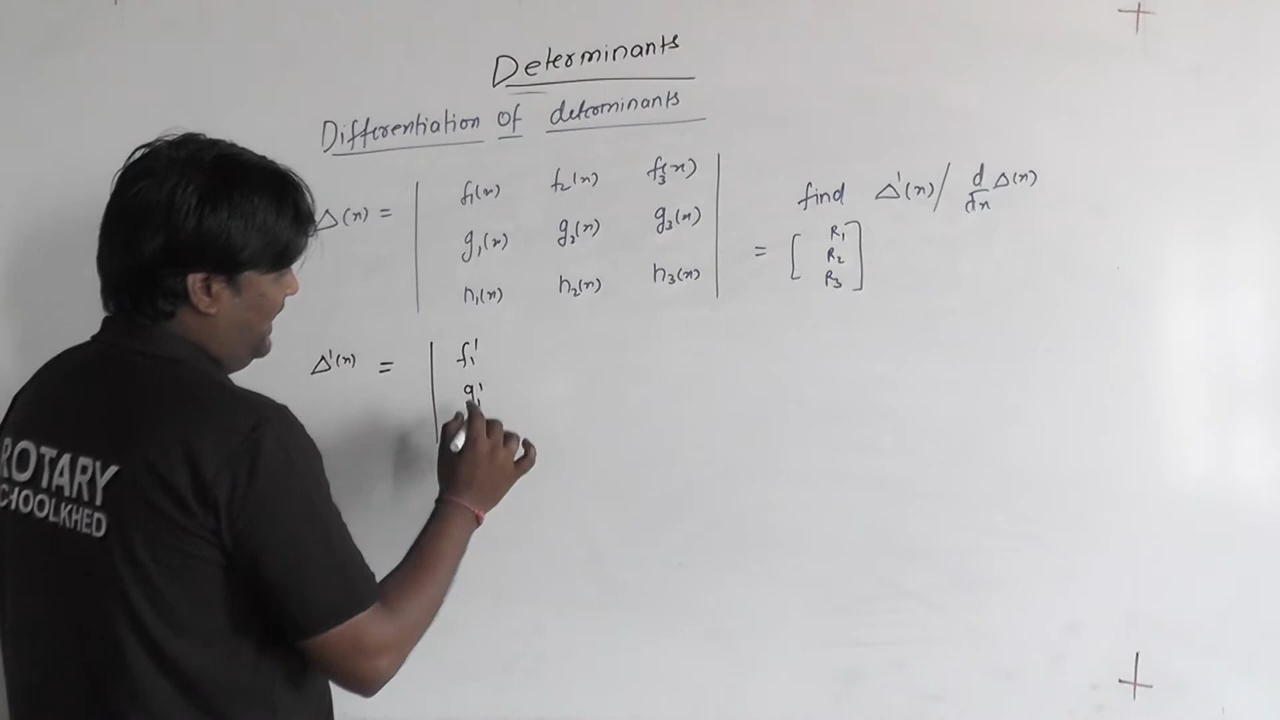 Determinants
Differentiation of determinants
Δ(x) = | f₁(x) f₂(x) f₃(x) |
| g₁(x) g₂(x) g₃(x) |
| h₁(x) h₂(x) h₃(x) |
find Δ'(x) / d/dx Δ(x)
= [ R₁
R₂
R₃ ]
Δ'(x) = | f₁'
g₁'
ROTARY
CHOOLKHED